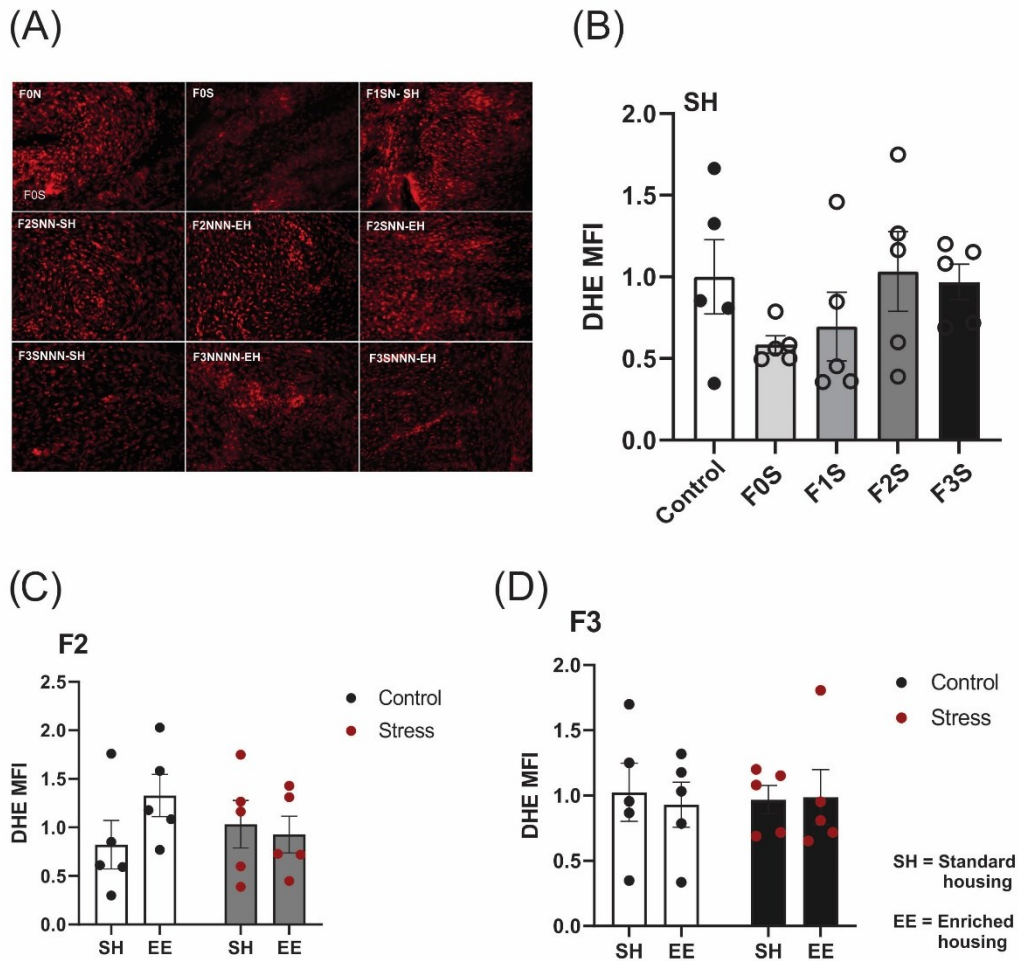 (A)
F0N
F0S
F1SN- SH
F0S
F2SNN-SH
F2NNN-EH
F2SNN-EH
F3SNNN-SH
F3NNNN-EH
F3SNNN-EH
(B)
SH
DHE MFI
2.0
1.5
1.0
0.5
0.0
Control
F0S
F1S
F2S
F3S
(C)
F2
DHE MFI
2.5
2.0
1.5
1.0
0.5
0.0
SH
EE
SH
EE
Control
Stress
(D)
F3
DHE MFI
2.0
1.5
1.0
0.5
0.0
SH
EE
SH
EE
Control
Stress
SH = Standard
housing
EE = Enriched
housing